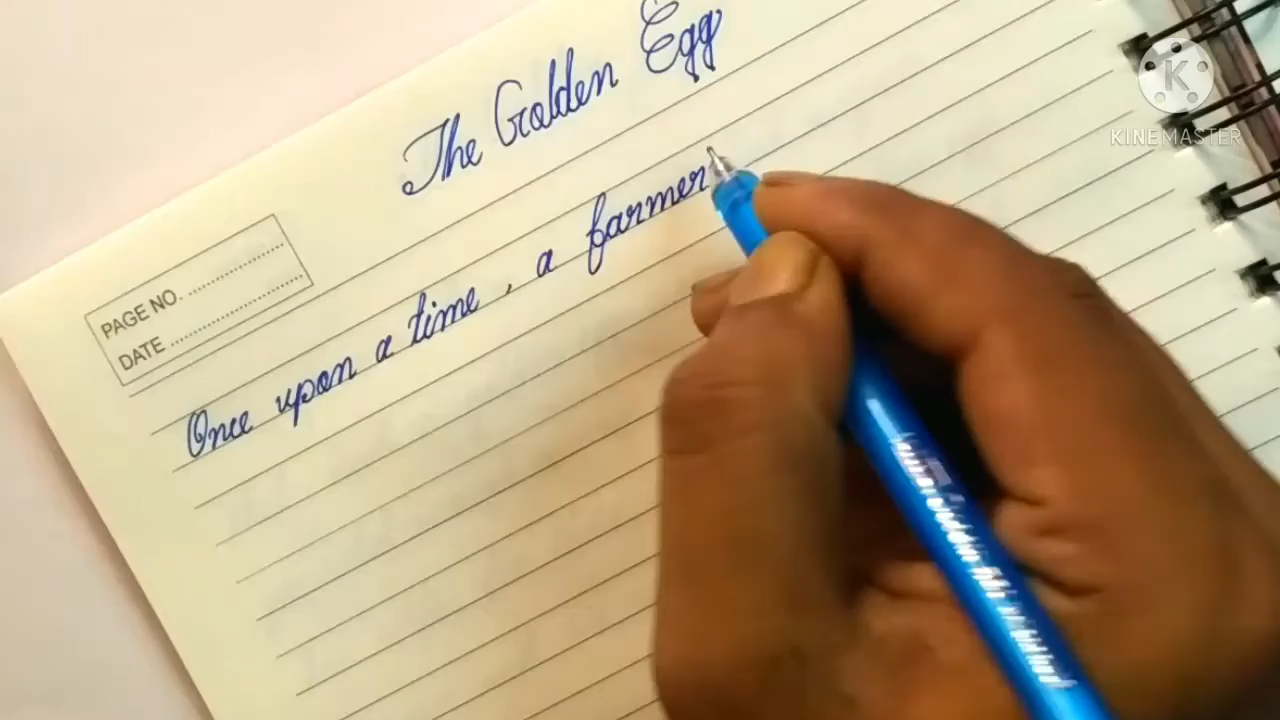 The Golden Egg
PAGE NO. ..................
DATE ........................
Once upon a time , a farmer
K
KINEMASTER